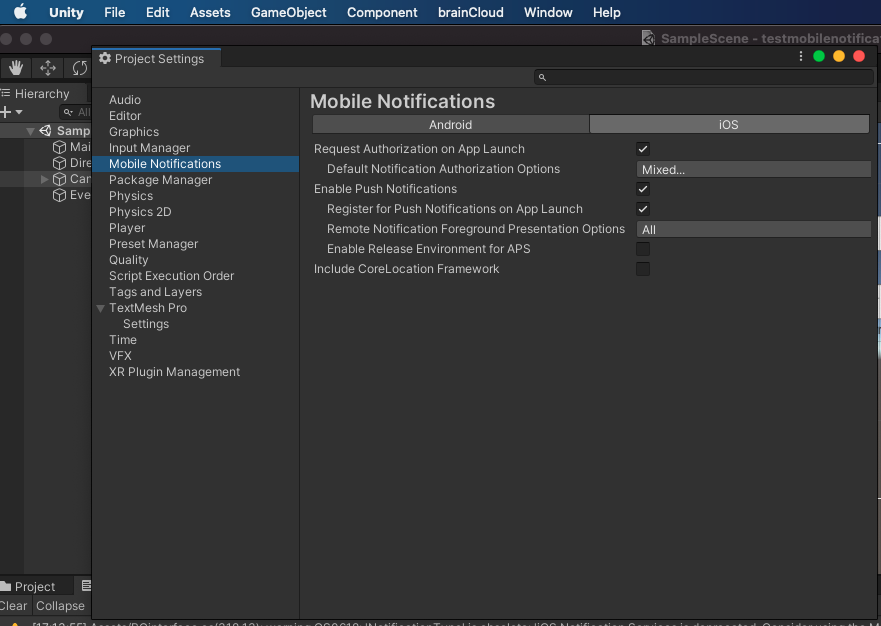 Unity File Edit Assets GameObject Component brainCloud Window Help
SampleScene - testmobilenotifica
Project Settings
Hierarchy
All
Samp
Mai
Dire
Can
Eve
Audio
Editor
Graphics
Input Manager
Mobile Notifications
Package Manager
Physics
Physics 2D
Player
Preset Manager
Quality
Script Execution Order
Tags and Layers
TextMesh Pro
Settings
Time
VFX
XR Plugin Management
Mobile Notifications
Android iOS
Request Authorization on App Launch
Default Notification Authorization Options Mixed...
Enable Push Notifications
Register for Push Notifications on App Launch
Remote Notification Foreground Presentation Options All
Enable Release Environment for APS
Include CoreLocation Framework
Project
Clear Collapse